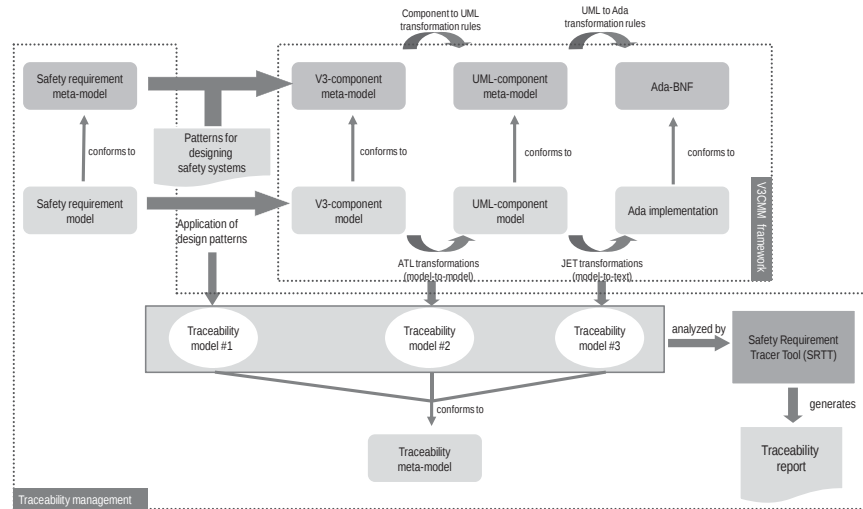 Component to UML
transformation rules
UML to Ada
transformation rules
Safety requirement
meta-model
V3-component
meta-model
UML-component
meta-model
Ada-BNF
Patterns for
designing
safety systems
conforms to
conforms to
conforms to
conforms to
Safety requirement
model
V3-component
model
UML-component
model
Ada implementation
V3CMM framework
Application of
design patterns
ATL transformations
(model-to-model)
JET transformations
(model-to-text)
Traceability
model #1
Traceability
model #2
Traceability
model #3
analyzed by
Safety Requirement
Tracer Tool (SRTT)
generates
conforms to
Traceability
meta-model
Traceability
report
Traceability management